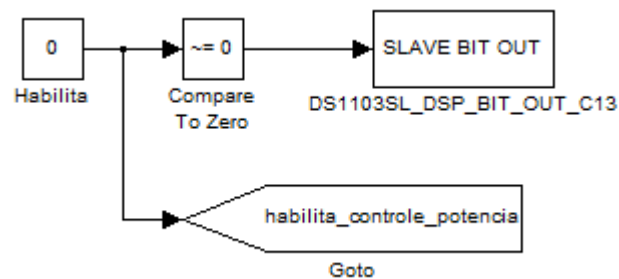 0
~= 0
SLAVE BIT OUT
Habilita
Compare
To Zero
DS1103SL_DSP_BIT_OUT_C13
habilita_controle_potencia
Goto